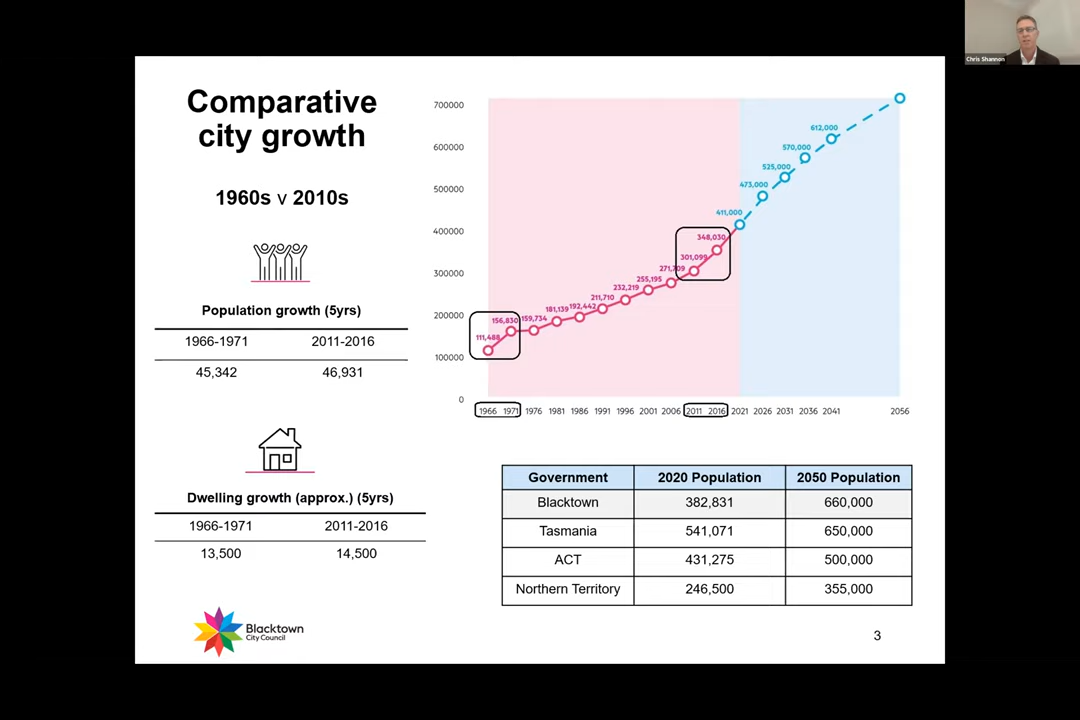 Chris Shannon
Comparative
city growth
1960s v 2010s
Population growth (5yrs)
1966-1971 2011-2016
45,342 46,931
Dwelling growth (approx.) (5yrs)
1966-1971 2011-2016
13,500 14,500
Blacktown
City Council
700000
600000
500000
400000
300000
200000
100000
0
111,488
156,830
159,734
181,139
192,442
211,710
232,219
255,195
271,709
301,099
348,030
411,000
473,000
525,000
570,000
612,000
1966 1971 1976 1981 1986 1991 1996 2001 2006 2011 2016 2021 2026 2031 2036 2041 2056
Government 2020 Population 2050 Population
Blacktown 382,831 660,000
Tasmania 541,071 650,000
ACT 431,275 500,000
Northern Territory 246,500 355,000
3